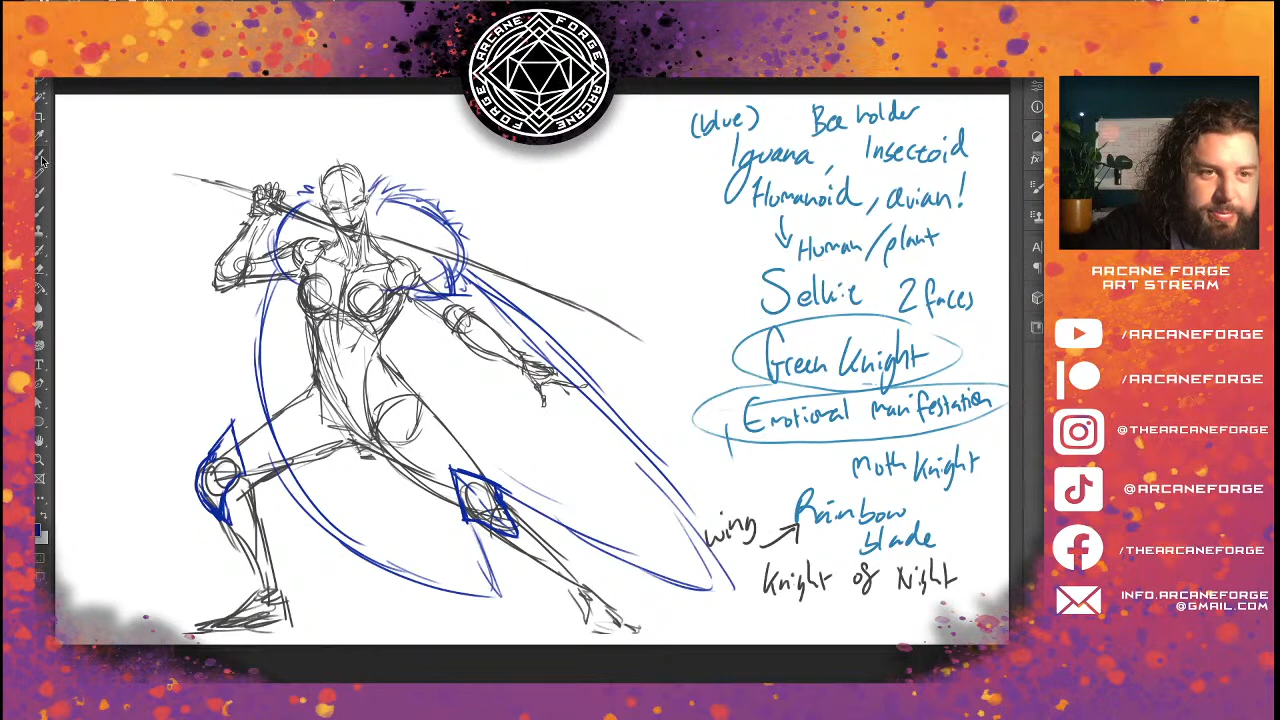 ARCANE FORGE ARCANE FORGE
(blue) Bee holder
Iguana, Insectoid
Humanoid, avian!
Human/plant
Selkie 2 faces
Green Knight
Emotional manifestation
Moth Knight
wing Rainbow
blade
Knight of Night
ARCANE FORGE
ART STREAM
/ARCANEFORGE
/ARCANEFORGE
@THEARCANEFORGE
@ARCANEFORGE
/THEARCANEFORGE
INFO.ARCANEFORGE
@GMAIL.COM